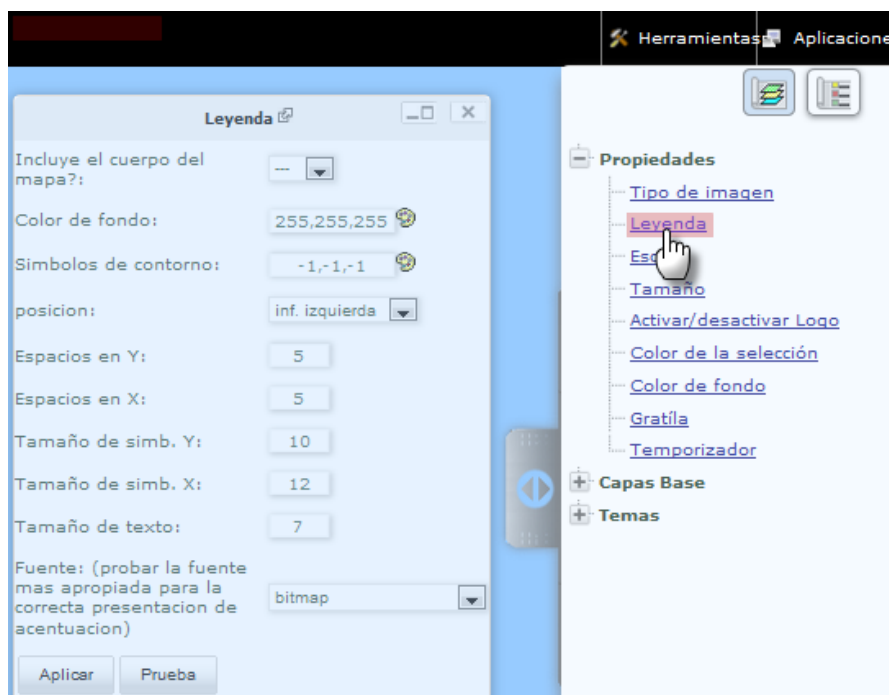 Herramientas Aplicacione
Leyenda
Incluye el cuerpo del
mapa?: ---
Color de fondo: 255,255,255
Simbolos de contorno: -1,-1,-1
posicion: inf. izquierda
Espacios en Y: 5
Espacios en X: 5
Tamaño de simb. Y: 10
Tamaño de simb. X: 12
Tamaño de texto: 7
Fuente: (probar la fuente
mas apropiada para la
correcta presentacion de
acentuacion) bitmap
Aplicar Prueba
Propiedades
Tipo de imagen
Leyenda
Tamaño
Activar/desactivar Logo
Color de la selección
Color de fondo
Gratíla
Temporizador
Capas Base
Temas